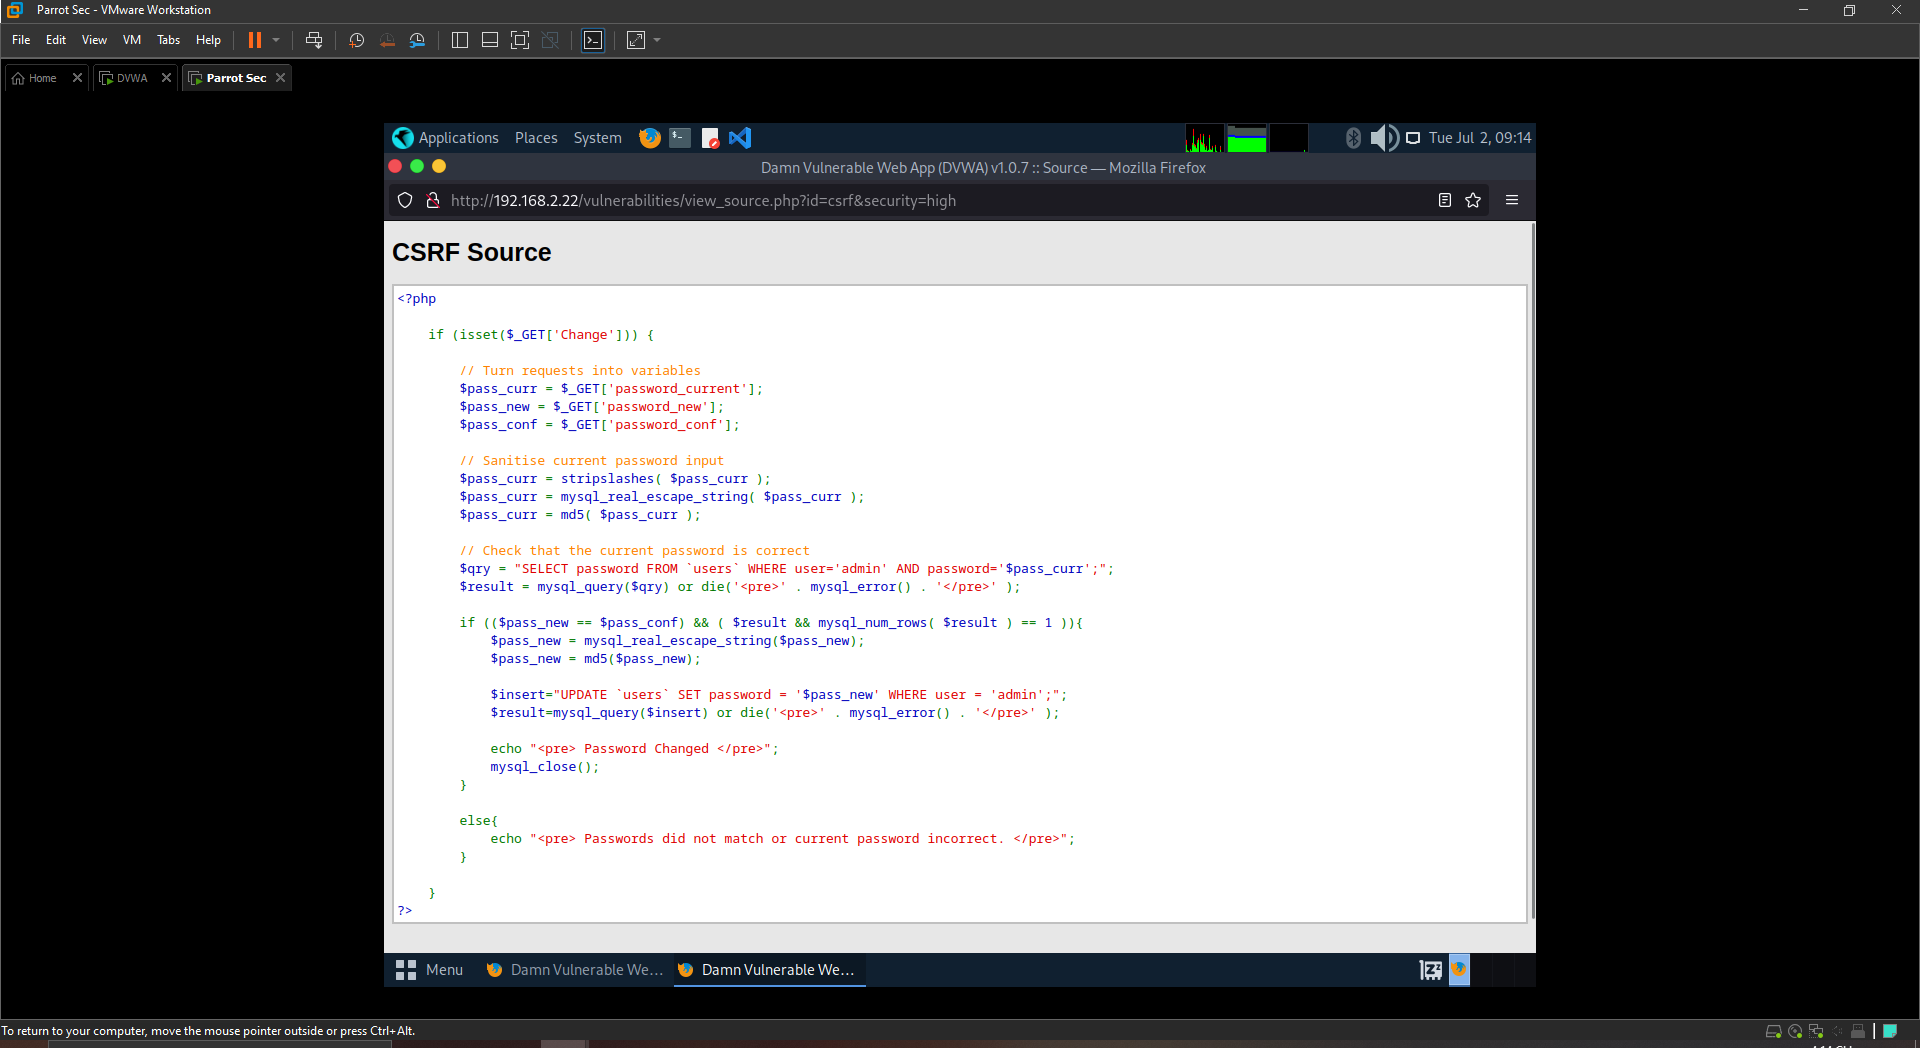 Parrot Sec - VMware Workstation
File Edit View VM Tabs Help
Home DVWA Parrot Sec
Applications Places System Tue Jul 2, 09:14
Damn Vulnerable Web App (DVWA) v1.0.7 :: Source — Mozilla Firefox
http://192.168.2.22/vulnerabilities/view_source.php?id=csrf&security=high
CSRF Source
<?php
if (isset($_GET['Change'])) {
// Turn requests into variables
$pass_curr = $_GET['password_current'];
$pass_new = $_GET['password_new'];
$pass_conf = $_GET['password_conf'];
// Sanitise current password input
$pass_curr = stripslashes( $pass_curr );
$pass_curr = mysql_real_escape_string( $pass_curr );
$pass_curr = md5( $pass_curr );
// Check that the current password is correct
$qry = "SELECT password FROM `users` WHERE user='admin' AND password='$pass_curr';";
$result = mysql_query($qry) or die('<pre>' . mysql_error() . '</pre>' );
if (($pass_new == $pass_conf) && ( $result && mysql_num_rows( $result ) == 1 )){
$pass_new = mysql_real_escape_string($pass_new);
$pass_new = md5($pass_new);
$insert="UPDATE `users` SET password = '$pass_new' WHERE user = 'admin';";
$result=mysql_query($insert) or die('<pre>' . mysql_error() . '</pre>' );
echo "<pre> Password Changed </pre>";
mysql_close();
}
else{
echo "<pre> Passwords did not match or current password incorrect. </pre>";
}
}
?>
Menu Damn Vulnerable We... Damn Vulnerable We...
To return to your computer, move the mouse pointer outside or press Ctrl+Alt.